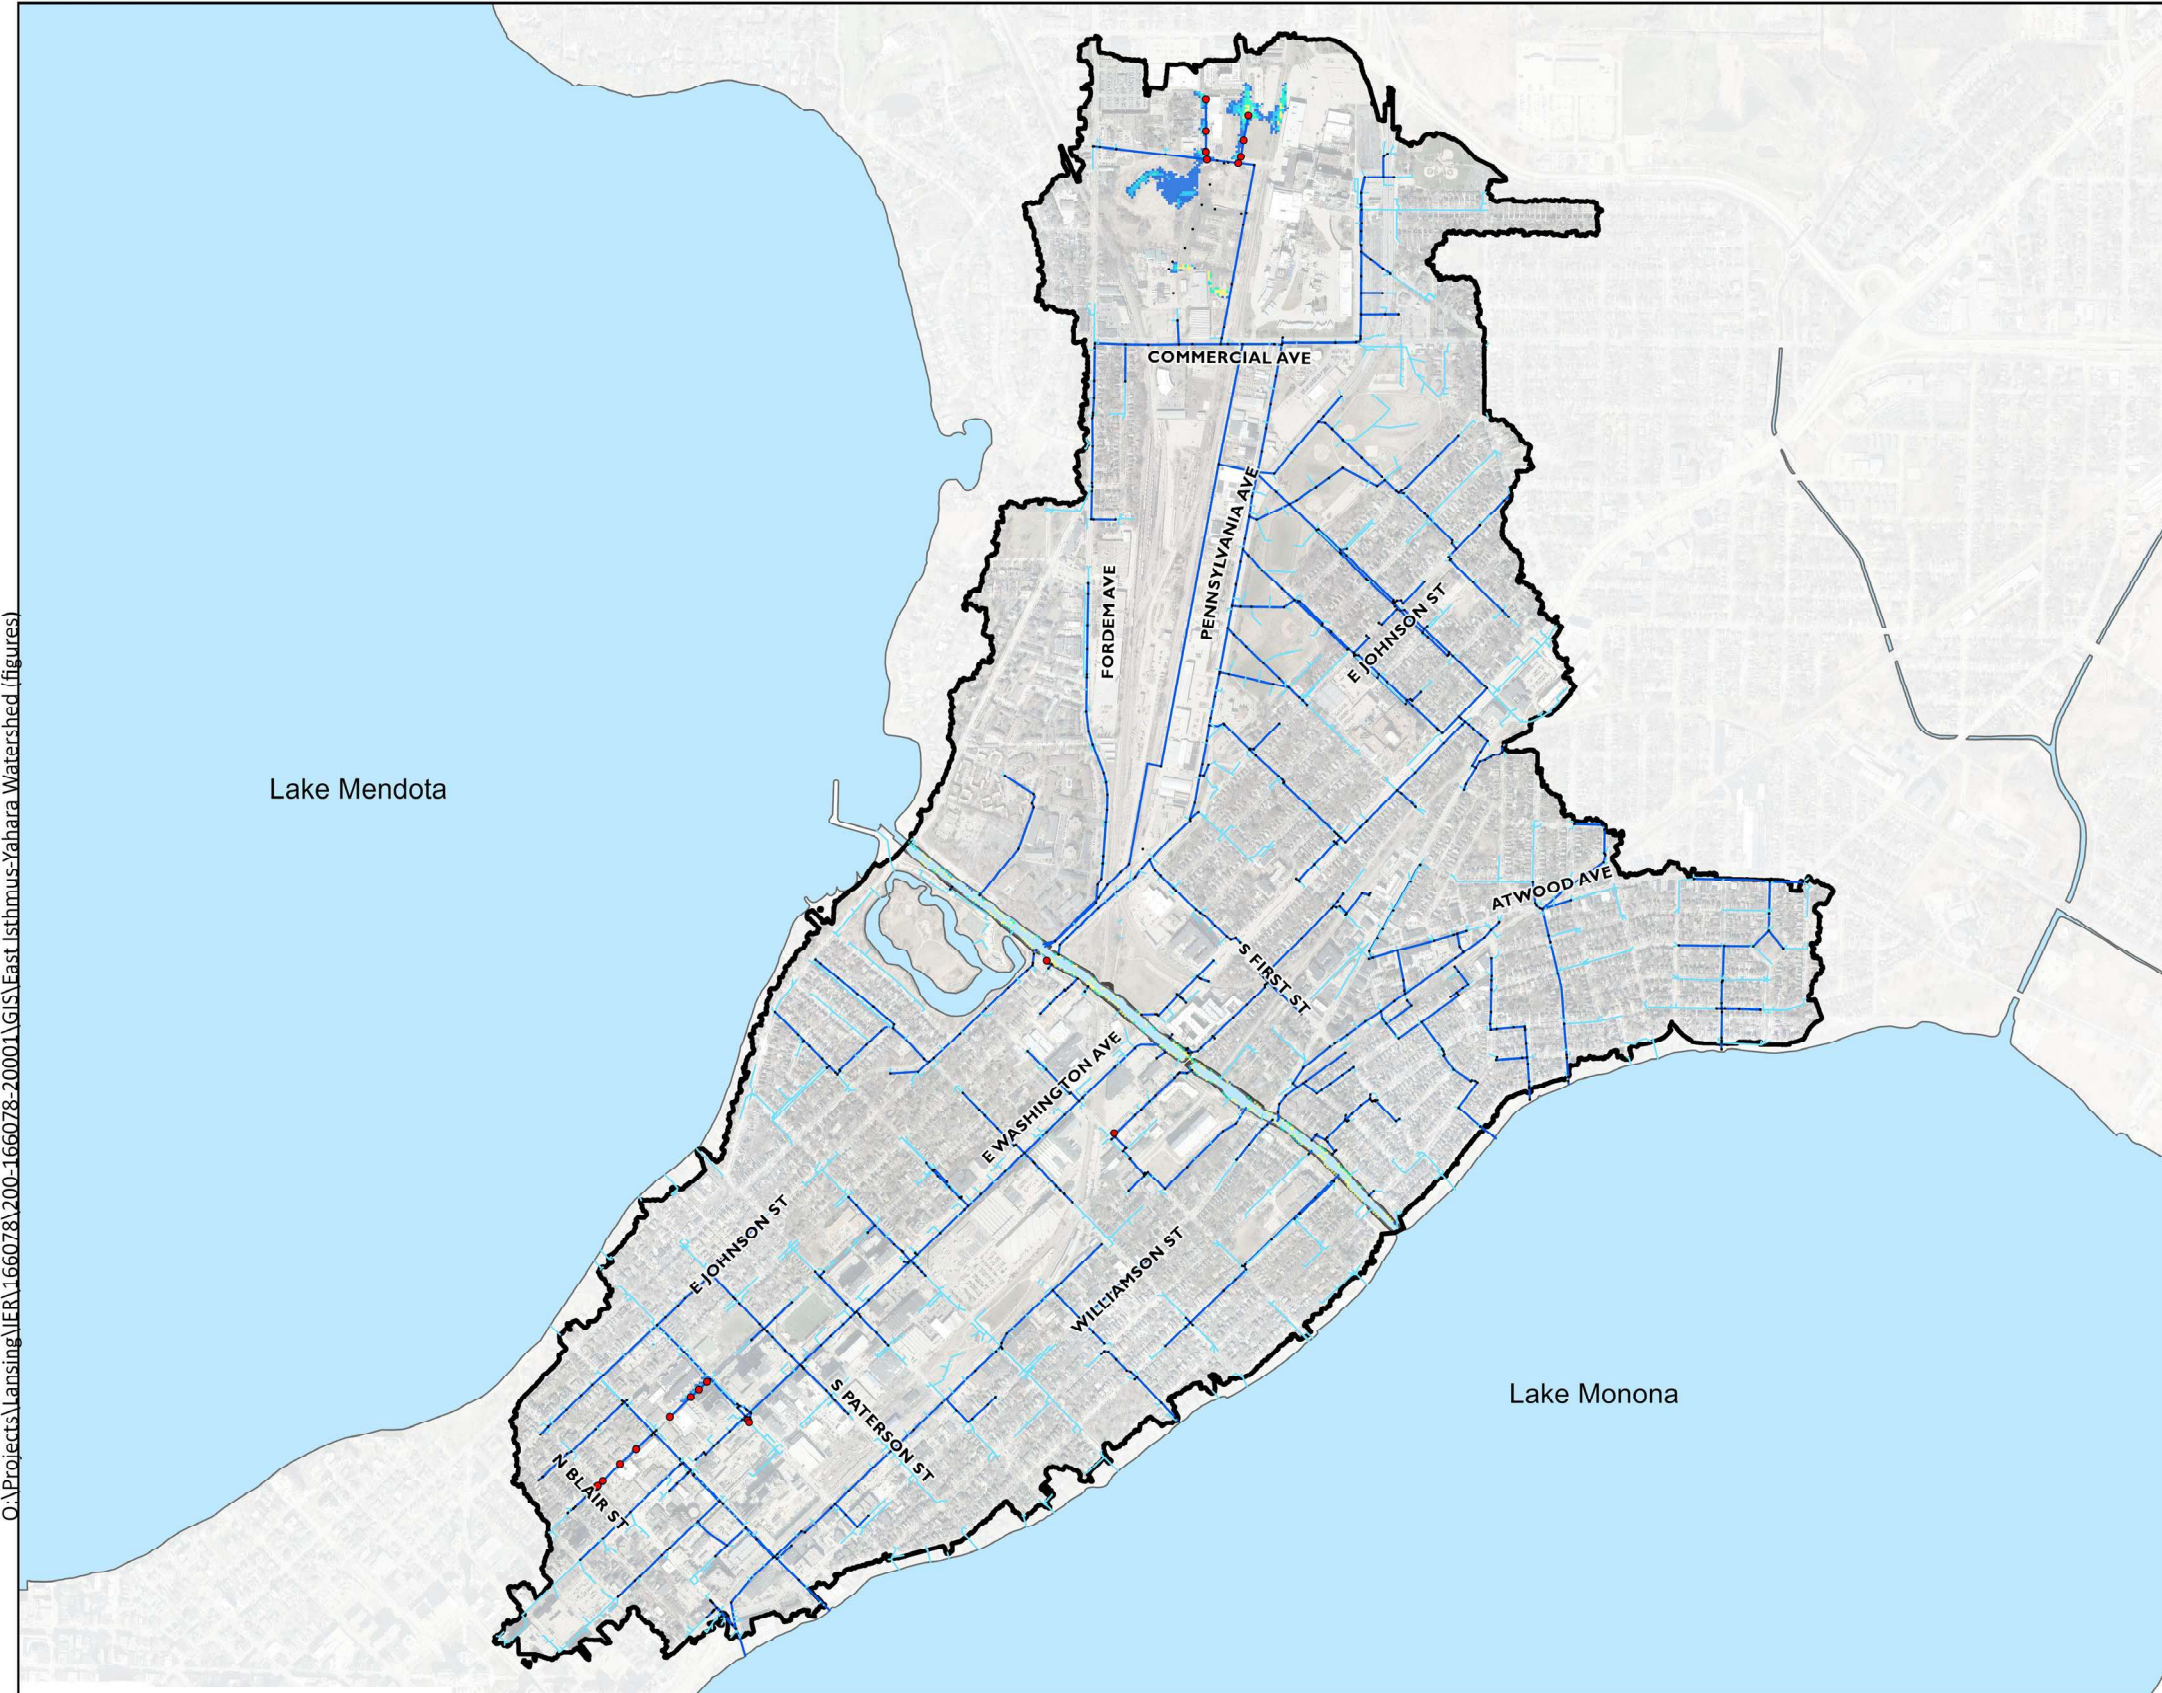 COMMERCIAL AVE
PENNSYLVANIA AVE
FORDEM AVE
E JOHNSON ST
Lake Mendota
ATWOOD AVE
S FIRST ST
E WASHINGTON AVE
E JOHNSON ST
WILLIAMSON ST
S PATERSON ST
Lake Monona
N BLAIR ST
O:\Projects\Lansing\IER\166078\200-166078-20001\GIS\East Isthmus-Yahara Watershed (figures)